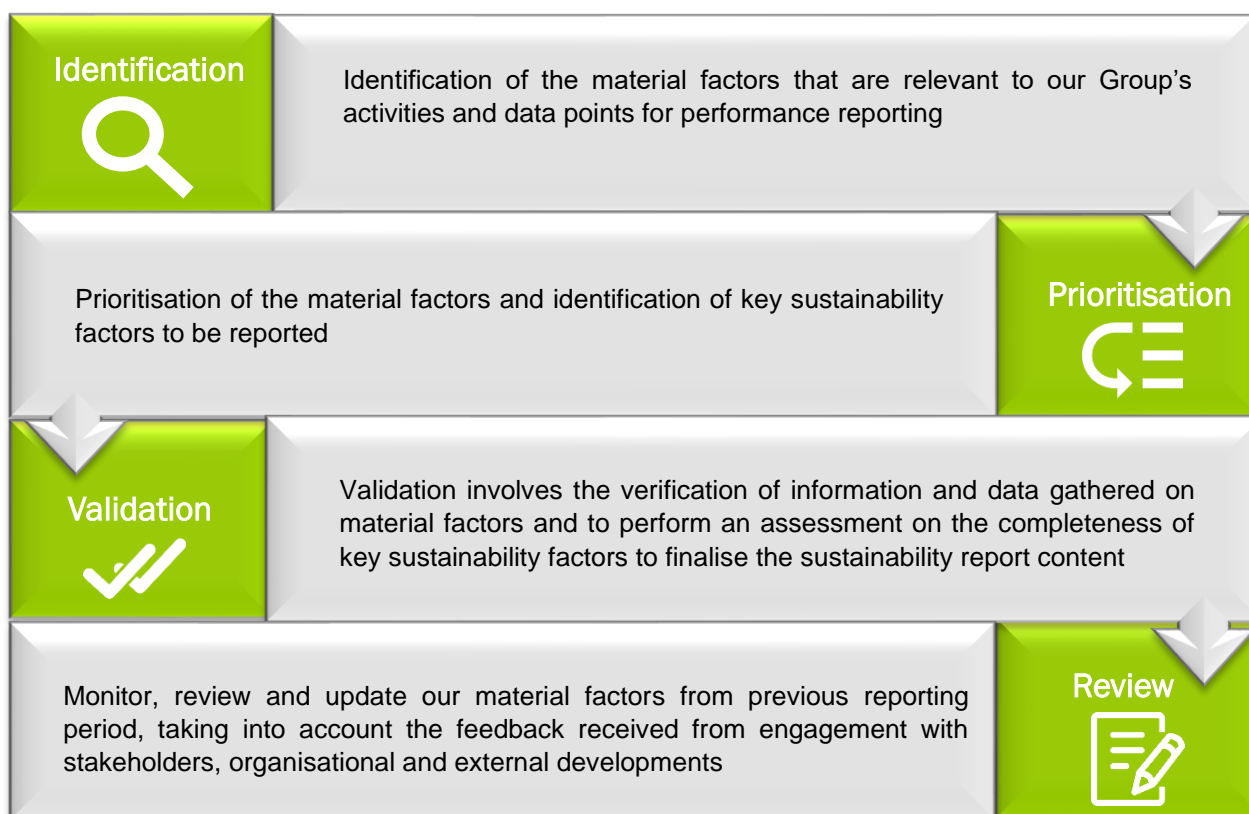 Identification
Identification of the material factors that are relevant to our Group's
activities and data points for performance reporting
Prioritisation of the material factors and identification of key sustainability
factors to be reported
Prioritisation
Validation
Validation involves the verification of information and data gathered on
material factors and to perform an assessment on the completeness of
key sustainability factors to finalise the sustainability report content
Monitor, review and update our material factors from previous reporting
period, taking into account the feedback received from engagement with
stakeholders, organisational and external developments
Review